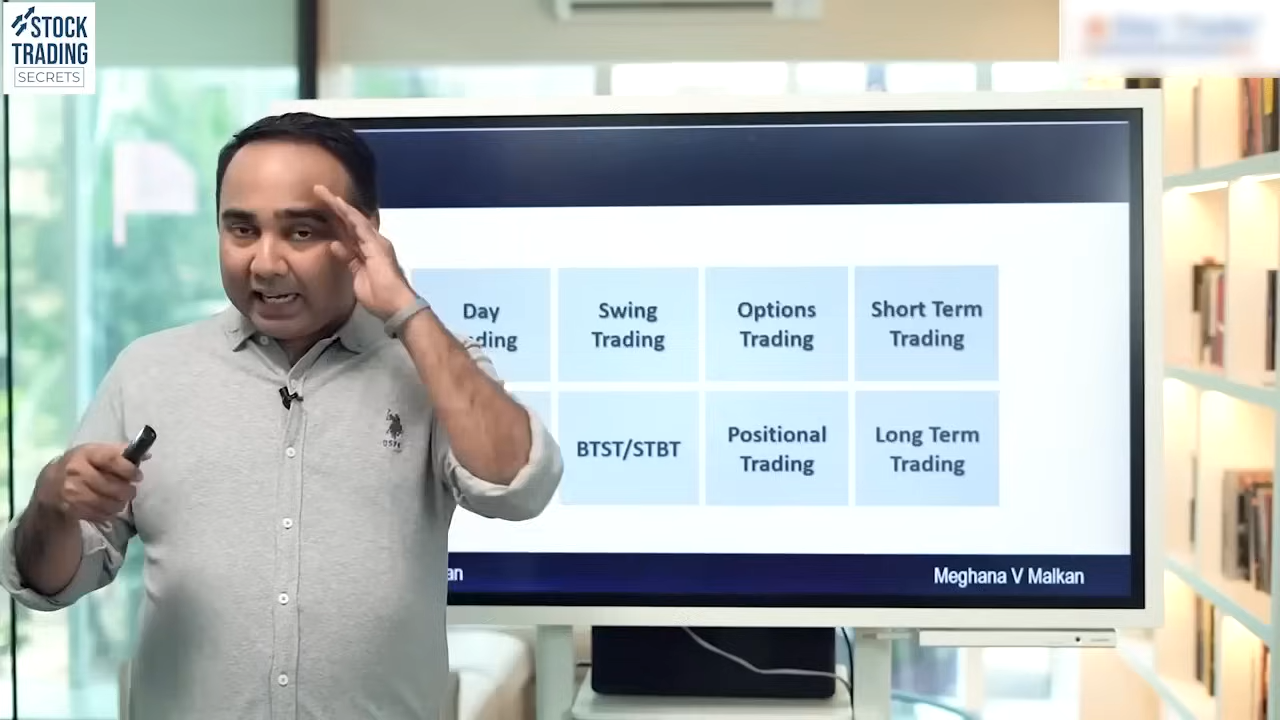 STOCK
TRADING
SECRETS
Day
Swing
Trading
Options
Trading
Short Term
Trading
BTST/STBT
Positional
Trading
Long Term
Trading
Meghana V Malkan